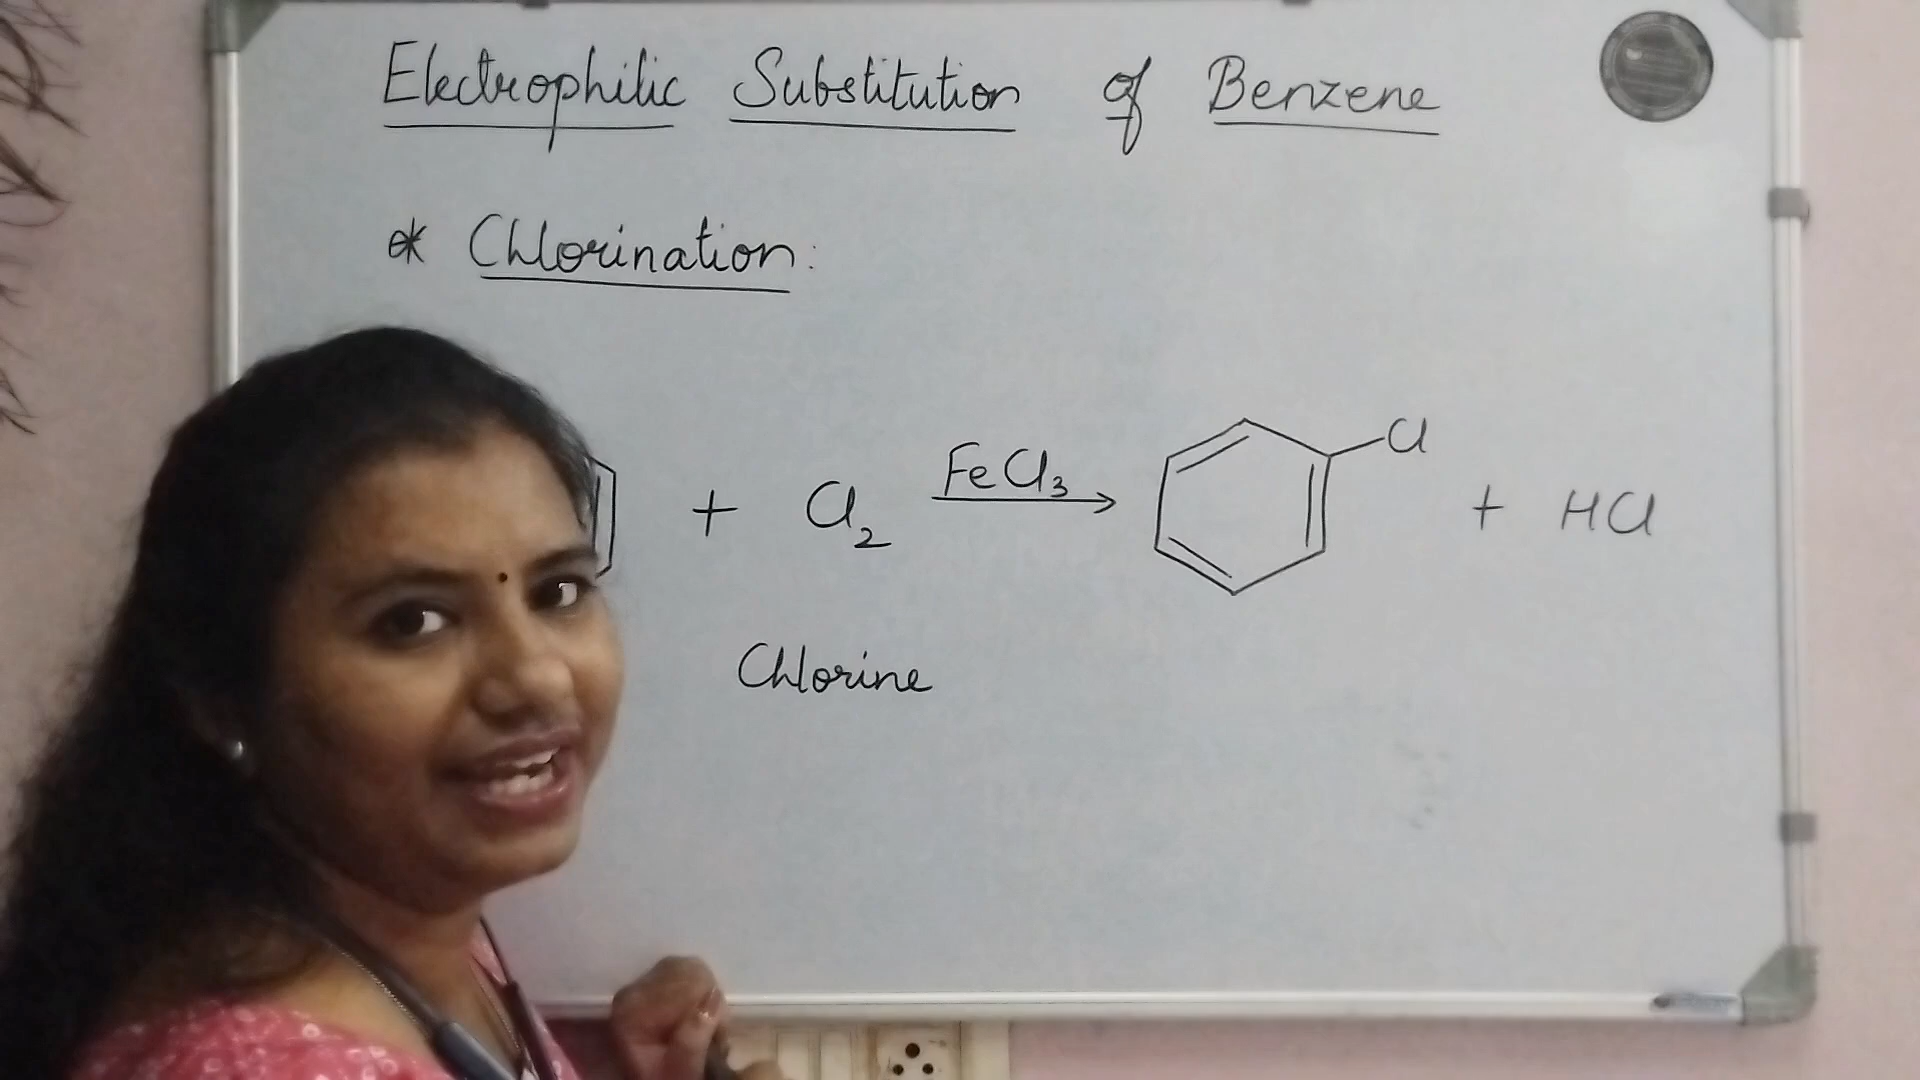 Electrophilic Substitution of Benzene
* Chlorination:
+ Cl2 FeCl3 Cl + HCl
Chlorine